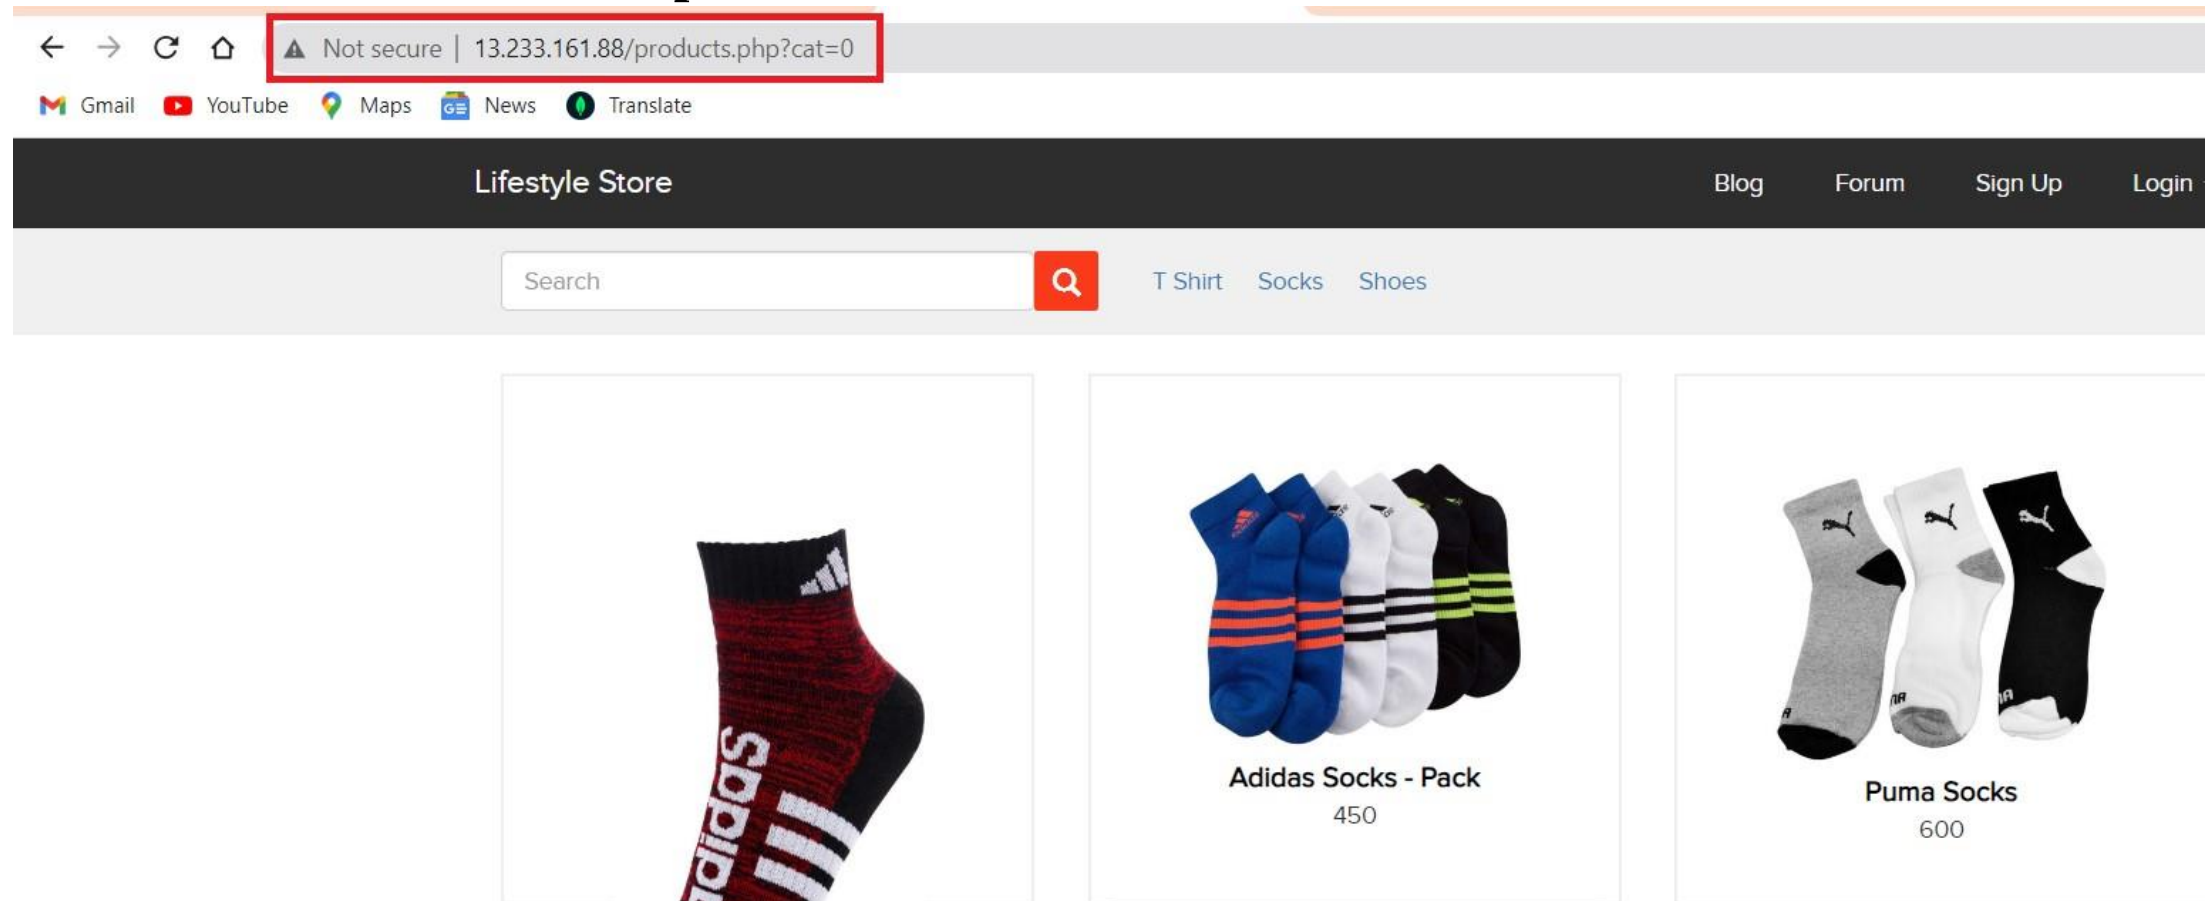 Not secure | 13.233.161.88/products.php?cat=0
Gmail YouTube Maps GE News Translate
Lifestyle Store Blog Forum Sign Up Login
Search T Shirt Socks Shoes
adidas
Adidas Socks - Pack
450
Puma Socks
600